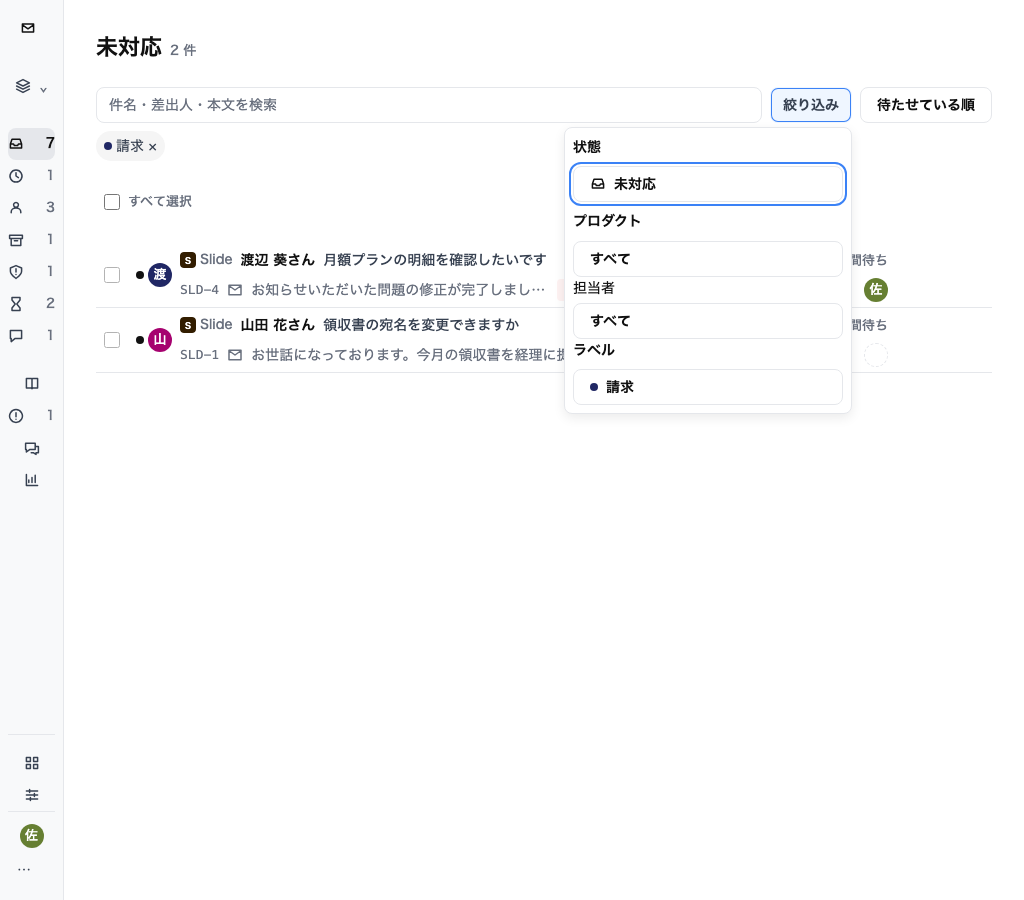 未対応 2 件
件名・差出人・本文を検索
絞り込み
待たせている順
請求 ×
すべて選択
7
1
3
1
1
2
1
1
渡
S Slide 渡辺 葵さん 月額プランの明細を確認したいです
間待ち
SLD-4 お知らせいただいた問題の修正が完了しまし…
佐
山
S Slide 山田 花さん 領収書の宛名を変更できますか
間待ち
SLD-1 お世話になっております。今月の領収書を経理に
状態
未対応
プロダクト
すべて
担当者
すべて
ラベル
請求
佐
…